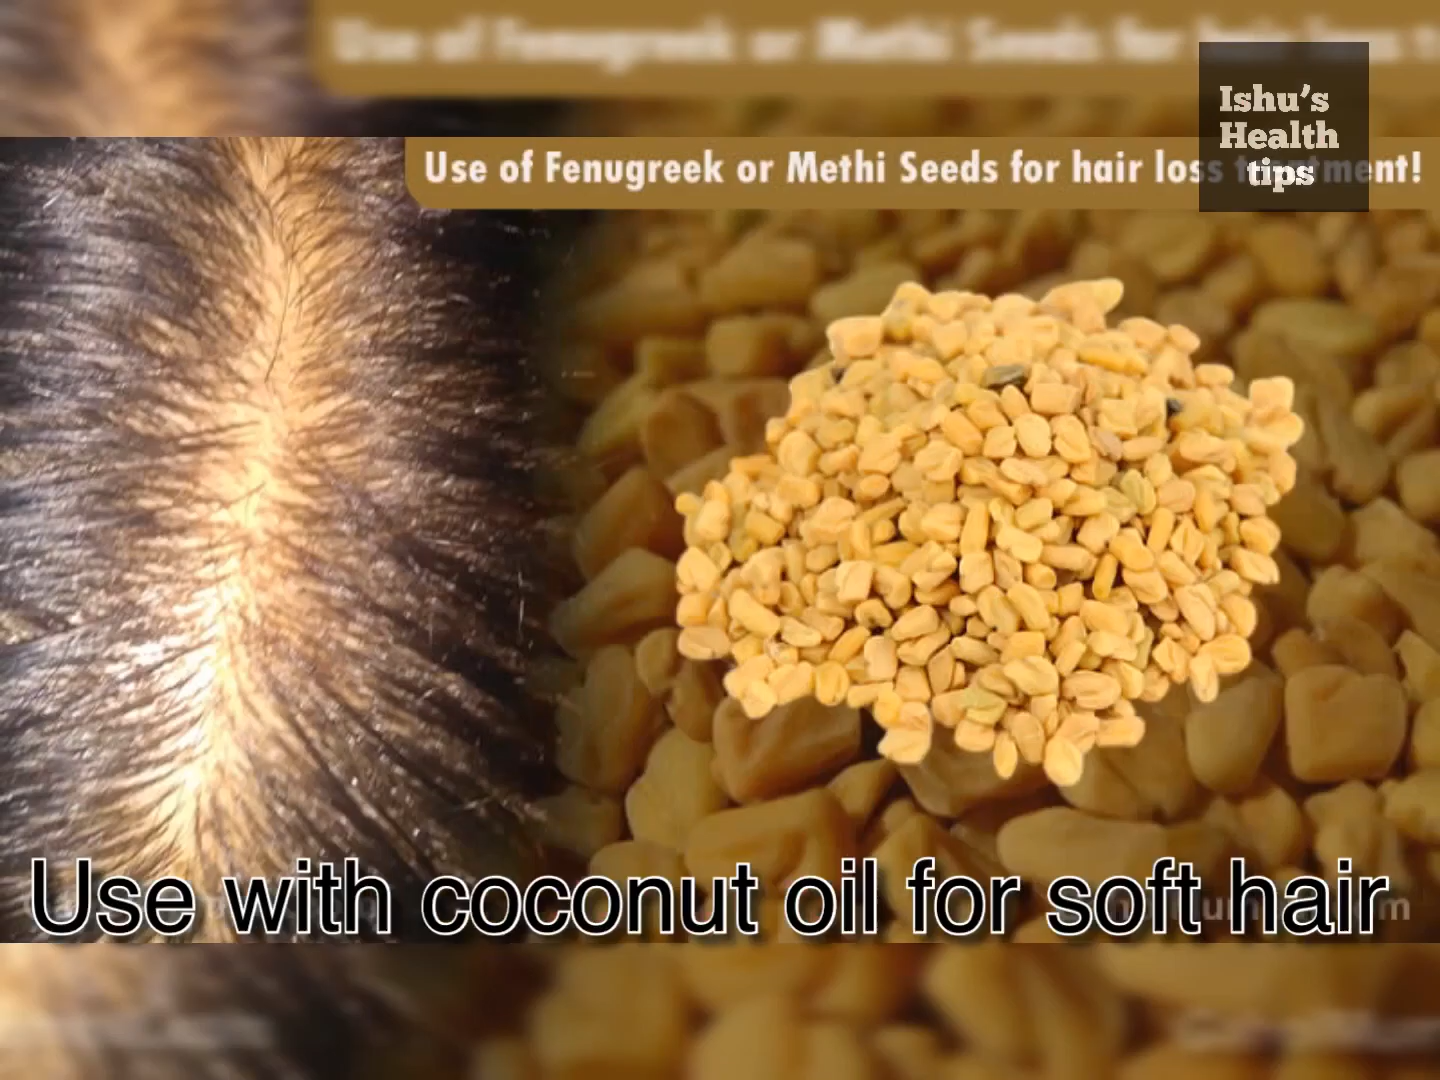 Use of Fenugreek or Methi Seeds for hair loss treatment!
Ishu's
Health
tips
Use with coconut oil for soft hair